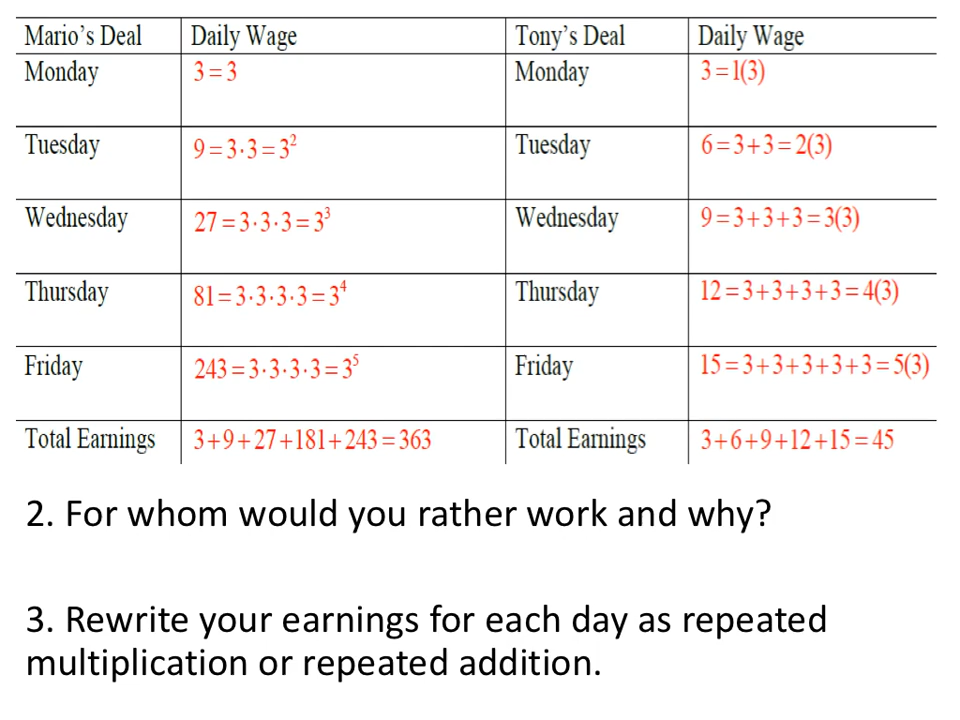 Mario's Deal Daily Wage Tony's Deal Daily Wage
Monday 3=3 Monday 3=1(3)
Tuesday 9=3·3=3² Tuesday 6=3+3=2(3)
Wednesday 27=3·3·3=3³ Wednesday 9=3+3+3=3(3)
Thursday 81=3·3·3·3=3⁴ Thursday 12=3+3+3+3=4(3)
Friday 243=3·3·3·3=3⁵ Friday 15=3+3+3+3+3=5(3)
Total Earnings 3+9+27+181+243=363 Total Earnings 3+6+9+12+15=45
2. For whom would you rather work and why?
3. Rewrite your earnings for each day as repeated
multiplication or repeated addition.